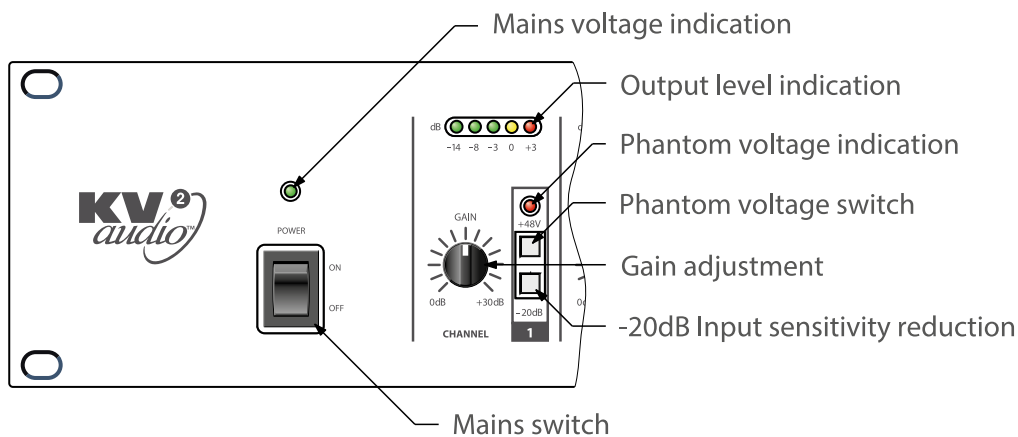 Mains voltage indication
Output level indication
dB
-14 -8 -3 0 +3
Phantom voltage indication
KV2
audio™
+48V
Phantom voltage switch
GAIN
POWER
ON
Gain adjustment
0dB +30dB
OFF
-20dB
-20dB Input sensitivity reduction
CHANNEL 1
Mains switch